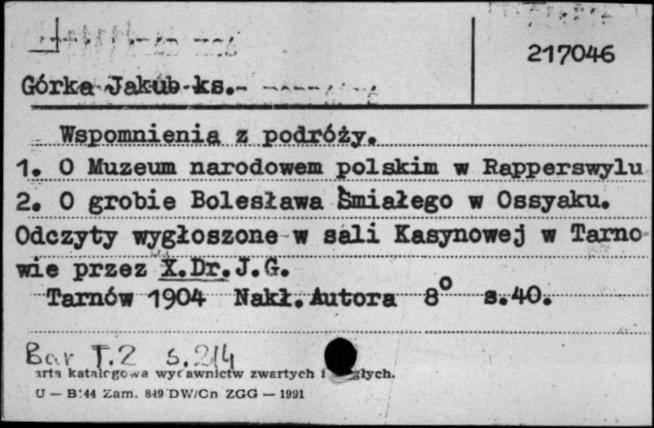 217046
Górka Jakub ks.
Wspomnienia z podróży.
1. O Muzeum narodowem polskim w Rapperswylu
2. O grobie Bolesława Śmiałego w Ossyaku.
Odczyty wygłoszone w sali Kasynowej w Tarno
wie przez X.Dr.J.G.
Tarnów 1904 Nakł. Autora 8° s.40.
Bar T.2 s.214
arta katalogowa wydawnictw zwartych i głych.
U — B/44 Zam. 849 DW/Cn ZGG — 1991